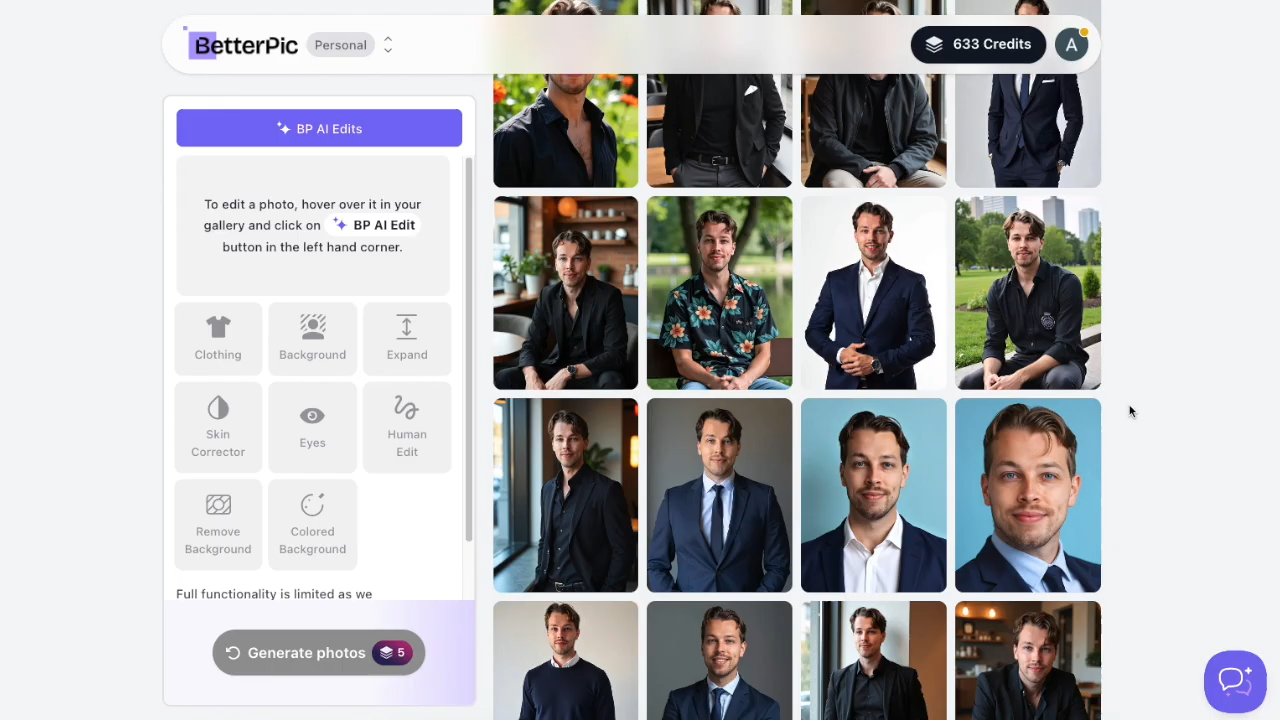 BetterPic
Personal
633 Credits
A
BP AI Edits
To edit a photo, hover over it in your
gallery and click on BP AI Edit
button in the left hand corner.
Clothing
Background
Expand
Skin
Corrector
Eyes
Human
Edit
Remove
Background
Colored
Background
Full functionality is limited as we
Generate photos 5